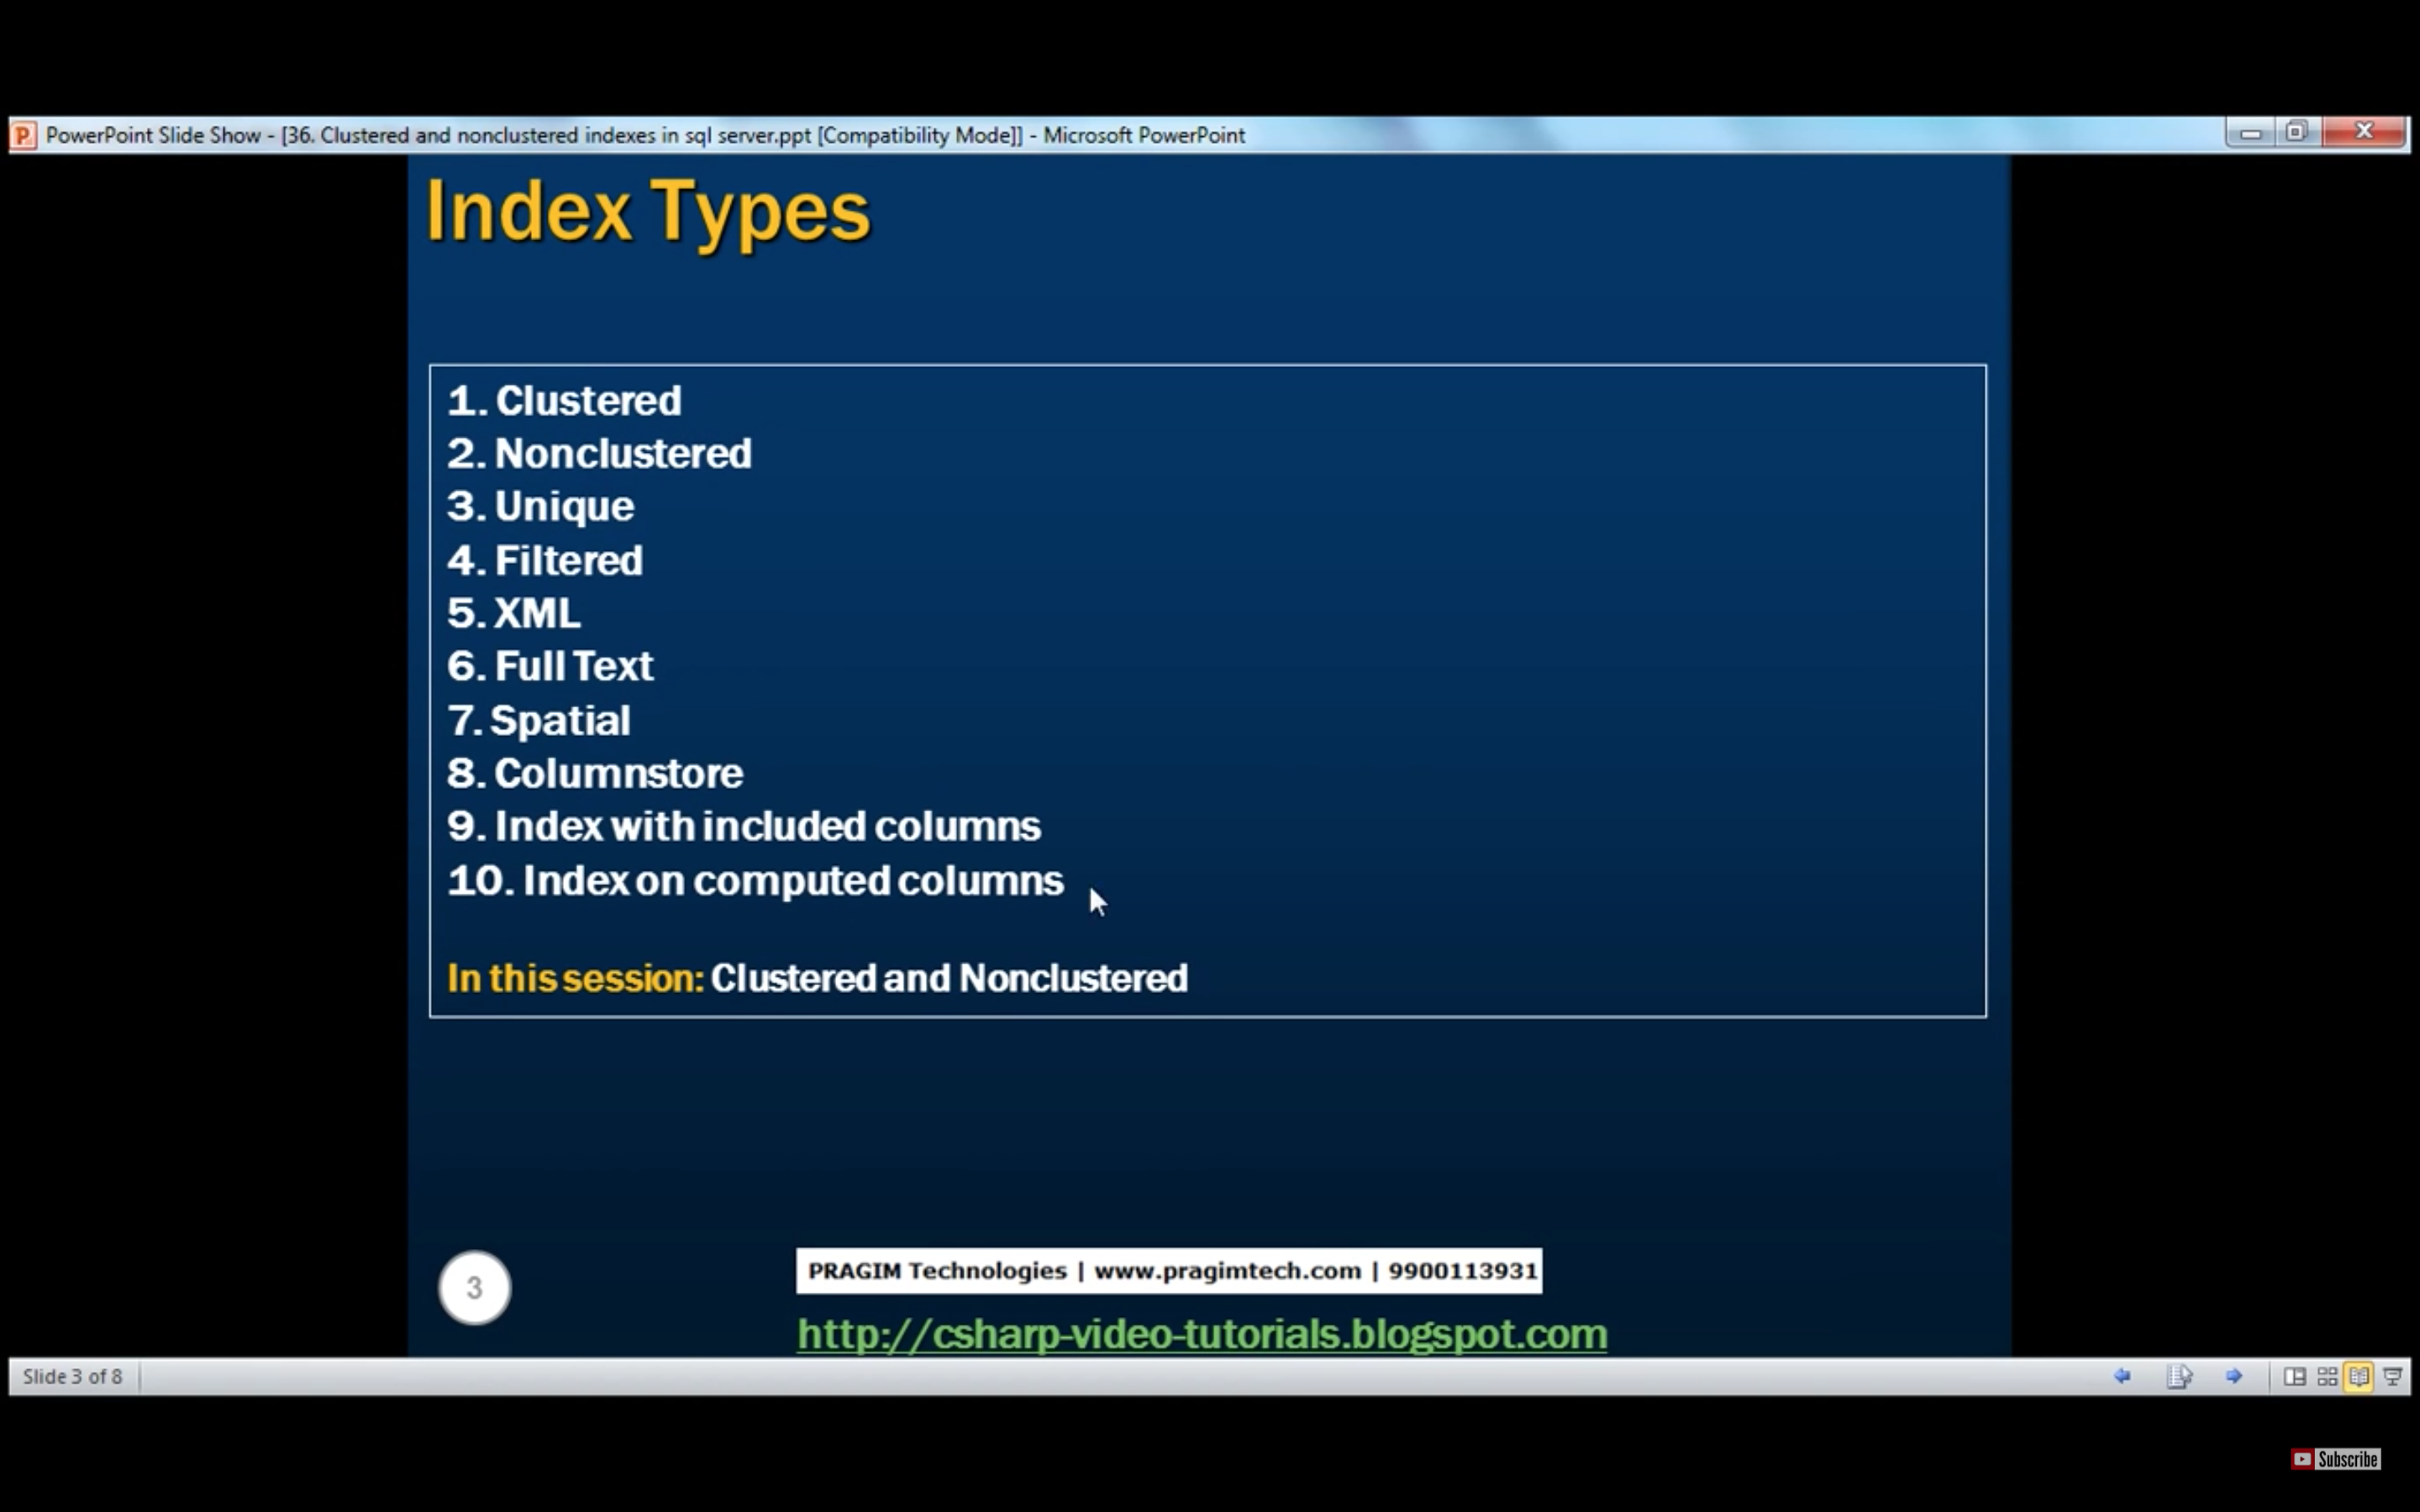 PowerPoint Slide Show - [36. Clustered and nonclustered indexes in sql server.ppt [Compatibility Mode]] - Microsoft PowerPoint
Index Types
1. Clustered
2. Nonclustered
3. Unique
4. Filtered
5. XML
6. Full Text
7. Spatial
8. Columnstore
9. Index with included columns
10. Index on computed columns
In this session: Clustered and Nonclustered
3
PRAGIM Technologies | www.pragimtech.com | 9900113931
http://csharp-video-tutorials.blogspot.com
Slide 3 of 8
Subscribe